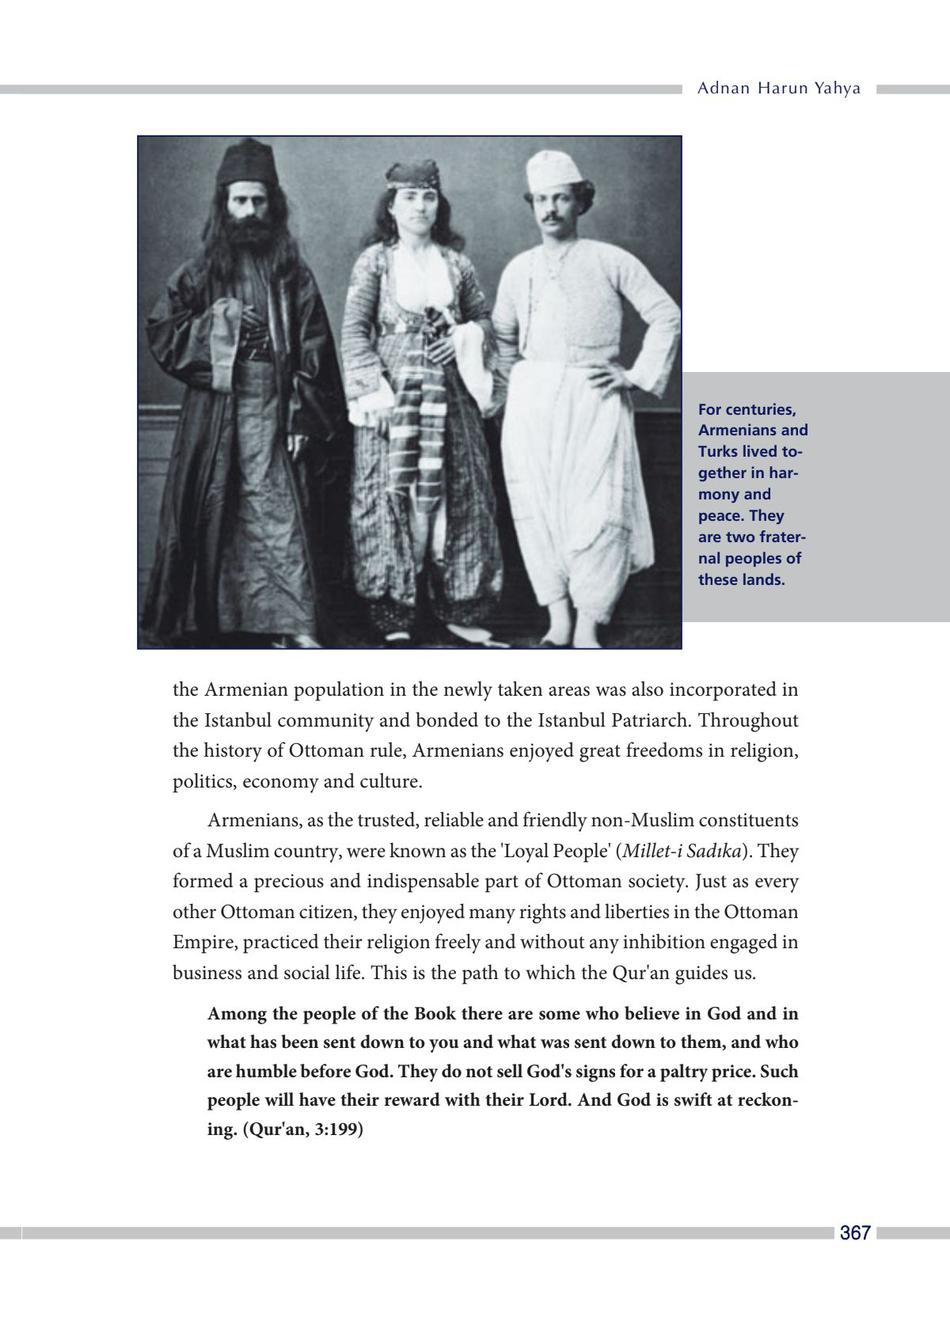 Adnan Harun Yahya
For centuries,
Armenians and
Turks lived to-
gether in har-
mony and
peace. They
are two frater-
nal peoples of
these lands.
the Armenian population in the newly taken areas was also incorporated in
the Istanbul community and bonded to the Istanbul Patriarch. Throughout
the history of Ottoman rule, Armenians enjoyed great freedoms in religion,
politics, economy and culture.
Armenians, as the trusted, reliable and friendly non-Muslim constituents
of a Muslim country, were known as the 'Loyal People' (Millet-i Sadıka). They
formed a precious and indispensable part of Ottoman society. Just as every
other Ottoman citizen, they enjoyed many rights and liberties in the Ottoman
Empire, practiced their religion freely and without any inhibition engaged in
business and social life. This is the path to which the Qur'an guides us.
Among the people of the Book there are some who believe in God and in
what has been sent down to you and what was sent down to them, and who
are humble before God. They do not sell God's signs for a paltry price. Such
people will have their reward with their Lord. And God is swift at reckon-
ing. (Qur'an, 3:199)
367